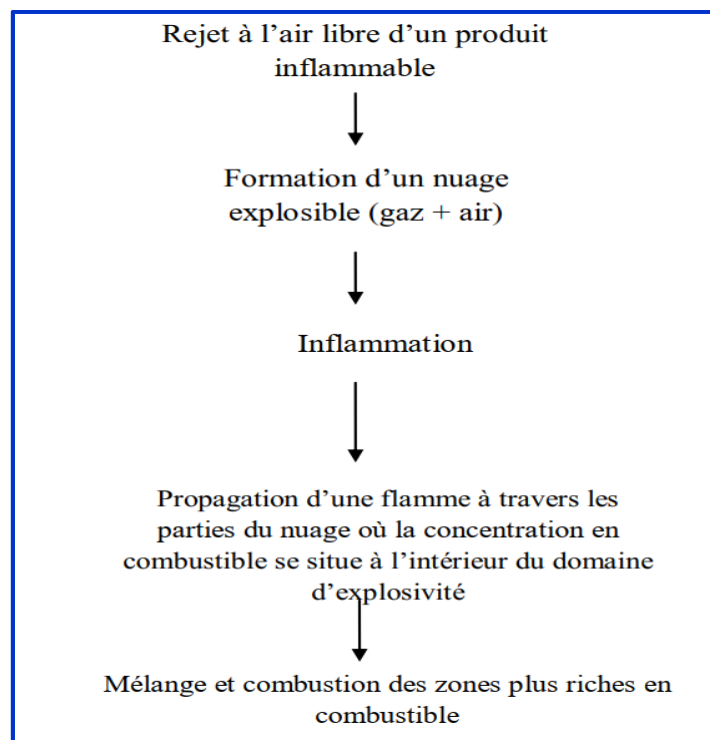 Rejet à l’air libre d’un produit
inflammable
Formation d’un nuage
explosible (gaz + air)
Inflammation
Propagation d’une flamme à travers les
parties du nuage où la concentration en
combustible se situe à l’intérieur du domaine
d’explosivité
Mélange et combustion des zones plus riches en
combustible